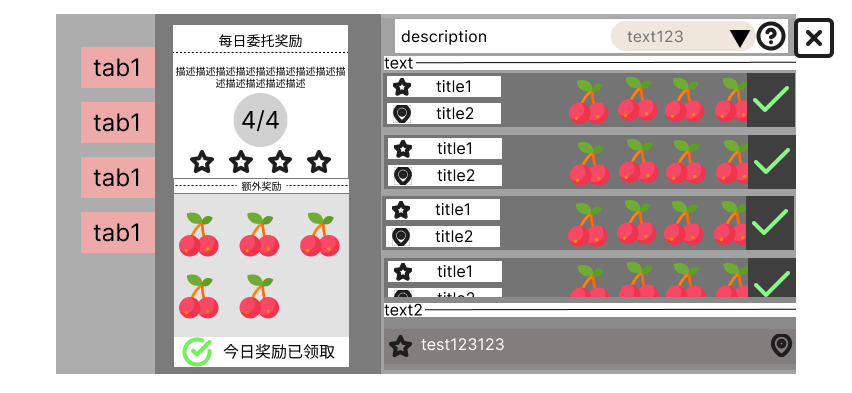 tab1
tab1
tab1
tab1
每日委托奖励
描述描述描述描述描述描述描述描述描
述描述描述描述描述
4/4
额外奖励
今日奖励已领取
description
text123
text
title1
title2
title1
title2
title1
title2
title1
title2
text2
test123123